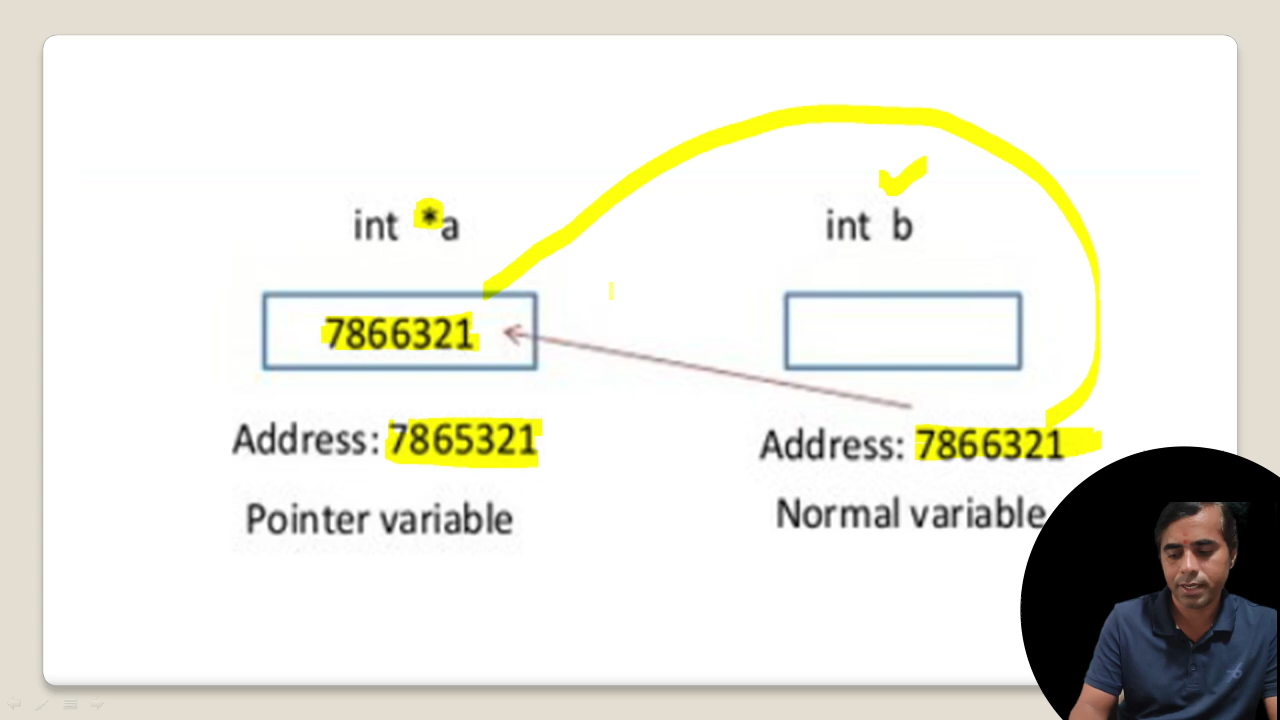 int *a
int b
7866321
Address: 7865321
Address: 7866321
Pointer variable
Normal variable